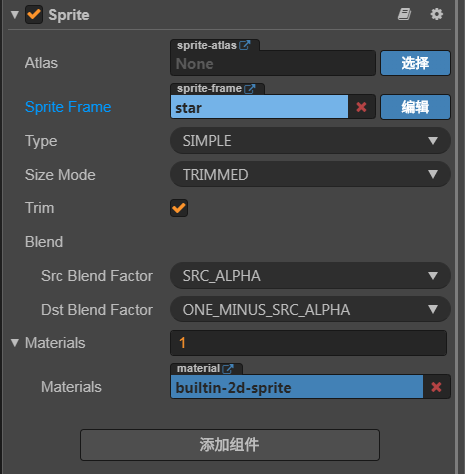 Sprite
sprite-atlas
Atlas None 选择
sprite-frame
Sprite Frame star 编辑
Type SIMPLE
Size Mode TRIMMED
Trim
Blend
Src Blend Factor SRC_ALPHA
Dst Blend Factor ONE_MINUS_SRC_ALPHA
Materials 1
material
Materials builtin-2d-sprite
添加组件